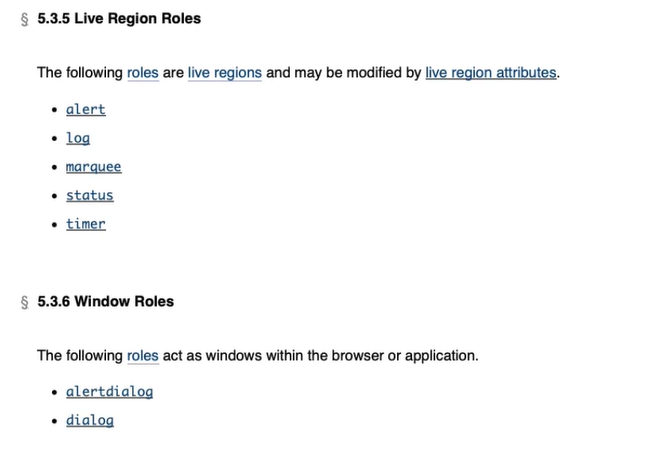 § 5.3.5 Live Region Roles
The following roles are live regions and may be modified by live region attributes.
• alert
• log
• marquee
• status
• timer
§ 5.3.6 Window Roles
The following roles act as windows within the browser or application.
• alertdialog
• dialog